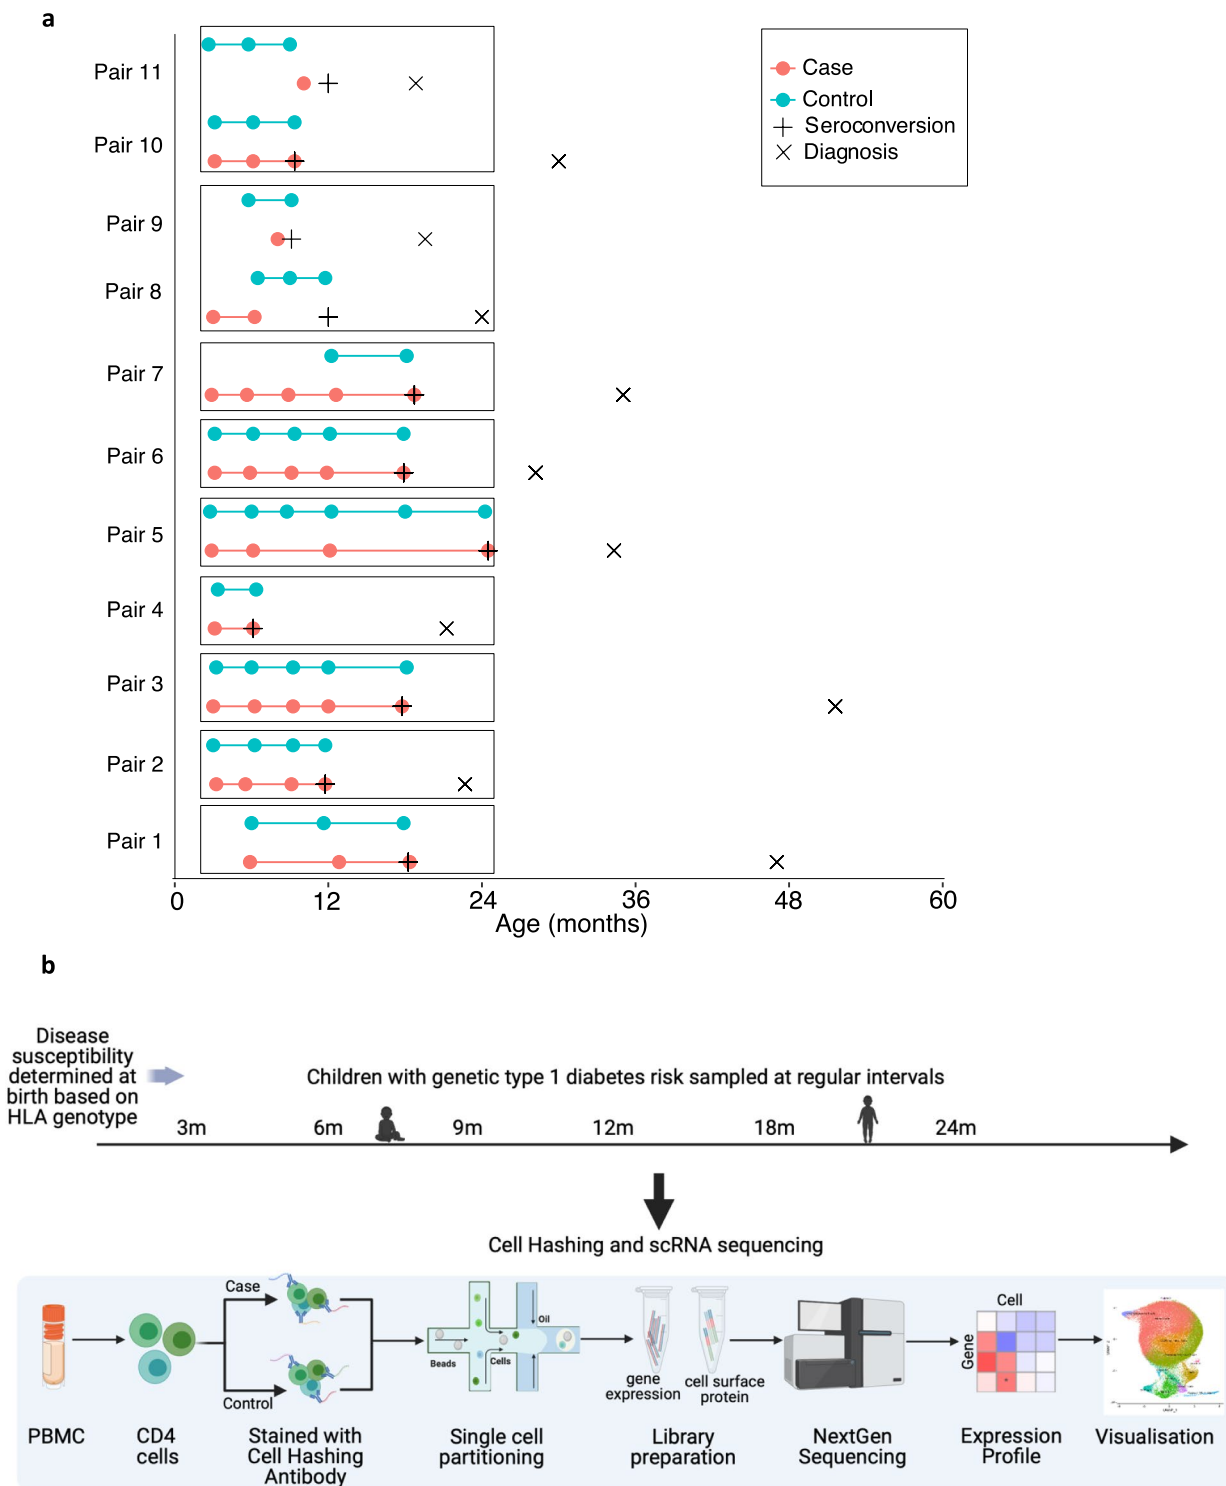 a
Case
Control
Seroconversion
Diagnosis
Pair 11
Pair 10
Pair 9
Pair 8
Pair 7
Pair 6
Pair 5
Pair 4
Pair 3
Pair 2
Pair 1
0 12 24 36 48 60
Age (months)
b
Disease
susceptibility
determined at
birth based on
HLA genotype
Children with genetic type 1 diabetes risk sampled at regular intervals
3m 6m 9m 12m 18m 24m
Cell Hashing and scRNA sequencing
Case
Control
Oil
Beads
Cells
gene
expression
cell surface
protein
Cell
Gene
PBMC
CD4
cells
Stained with
Cell Hashing
Antibody
Single cell
partitioning
Library
preparation
NextGen
Sequencing
Expression
Profile
Visualisation